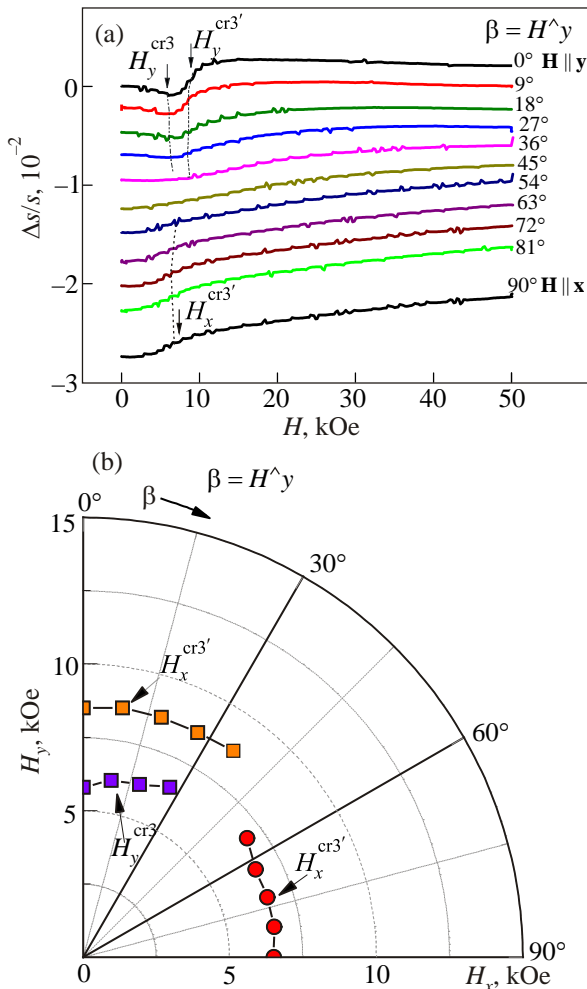 (a)
β = H^y
H_y^cr3
H_y^cr3′
0° H || y
9°
18°
27°
36°
45°
54°
63°
72°
81°
90° H || x
H_x^cr3′
Δs/s, 10⁻²
0
−1
−2
−3
0 10 20 30 40 50
H, kOe
(b)
β = H^y
β
0°
30°
60°
90°
15
10
5
H_y, kOe
H_x^cr3′
H_y^cr3
H_x^cr3′
0 5 10
H_x, kOe